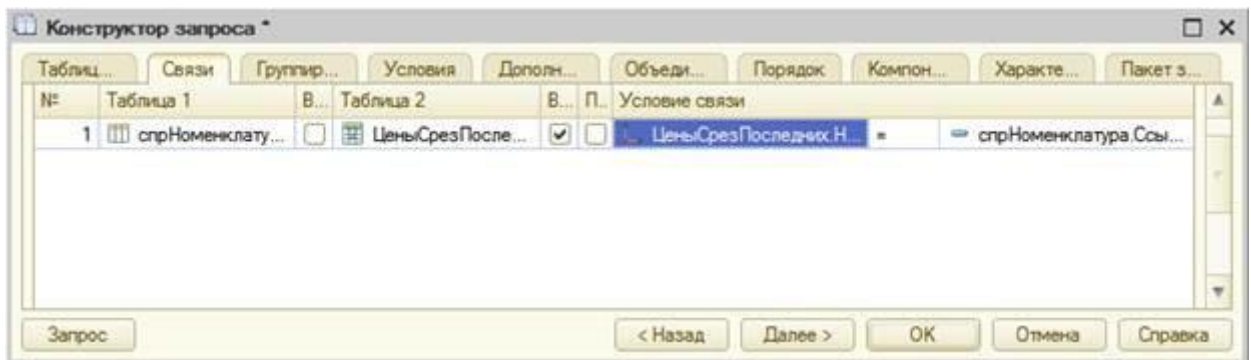 Конструктор запроса *
Таблиц... Связи Группир... Условия Дополн... Объеди... Порядок Компон... Характе... Пакет з...
№ Таблица 1 В... Таблица 2 В... П... Условие связи
1 спрНоменклату... ЦеныСрезПосле... ЦеныСрезПоследних.Н... = спрНоменклатура.Ссы...
Запрос < Назад Далее > OK Отмена Справка